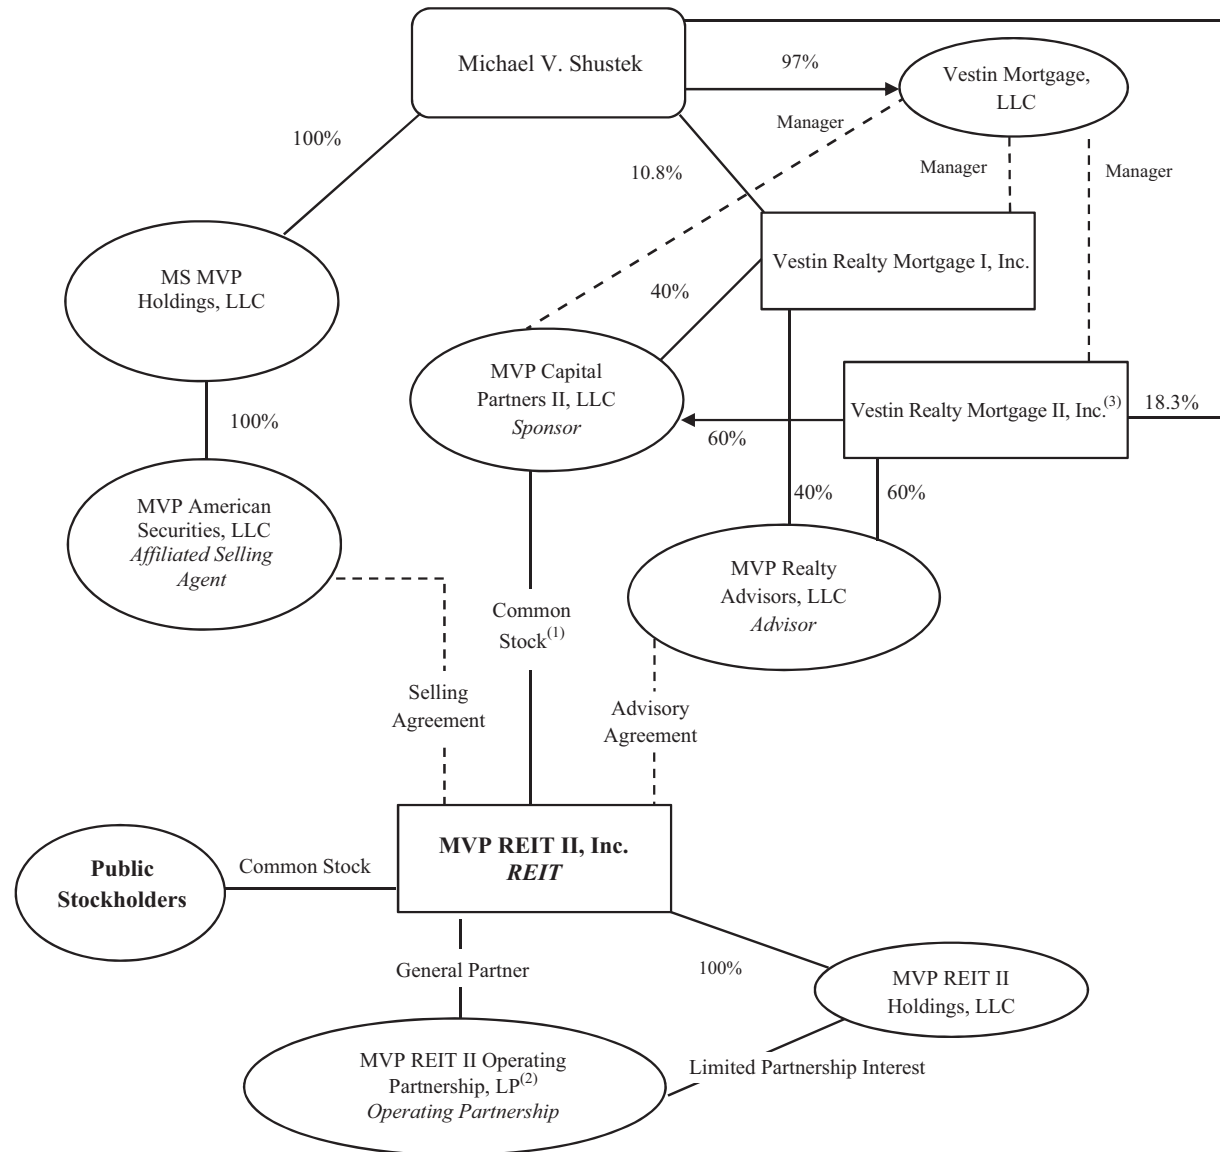 Michael V. Shustek
97%
Vestin Mortgage,
LLC
100%
Manager
10.8%
Manager
Manager
MS MVP
Holdings, LLC
Vestin Realty Mortgage I, Inc.
40%
MVP Capital
Partners II, LLC
Sponsor
Vestin Realty Mortgage II, Inc.(3)
18.3%
100%
60%
MVP American
Securities, LLC
Affiliated Selling
Agent
40%
60%
MVP Realty
Advisors, LLC
Advisor
Common
Stock(1)
Selling
Agreement
Advisory
Agreement
MVP REIT II, Inc.
REIT
Public
Stockholders
Common Stock
General Partner
100%
MVP REIT II
Holdings, LLC
MVP REIT II Operating
Partnership, LP(2)
Operating Partnership
Limited Partnership Interest